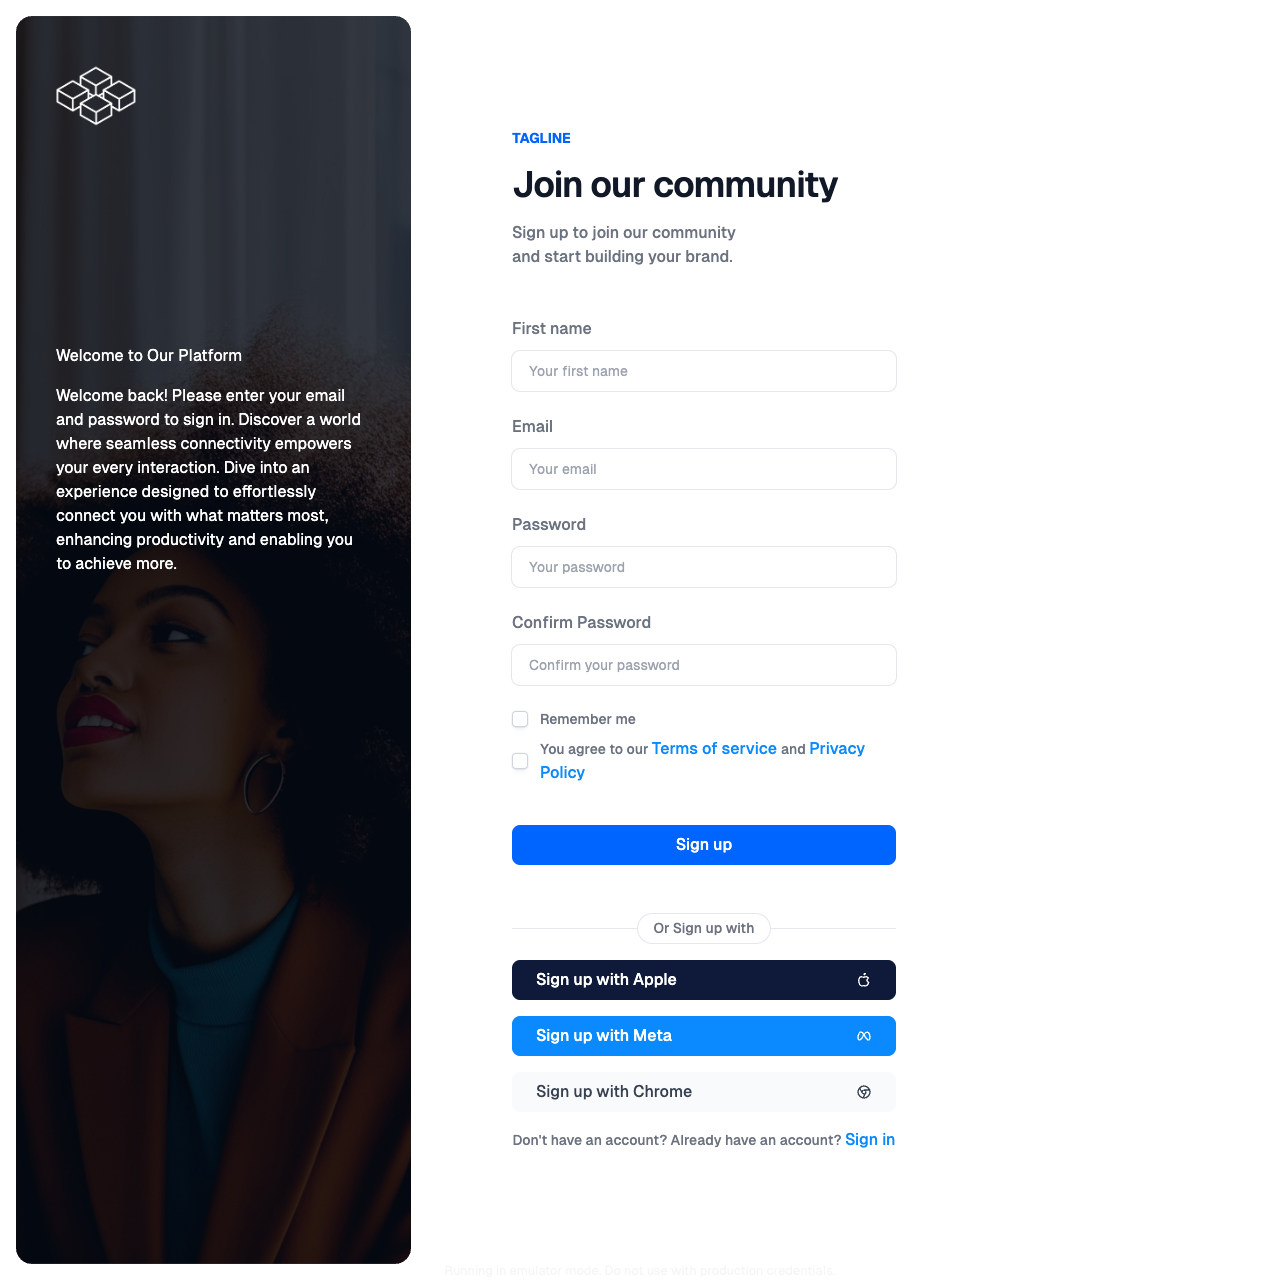 Welcome to Our Platform
Welcome back! Please enter your email
and password to sign in. Discover a world
where seamless connectivity empowers
your every interaction. Dive into an
experience designed to effortlessly
connect you with what matters most,
enhancing productivity and enabling you
to achieve more.
TAGLINE
Join our community
Sign up to join our community
and start building your brand.
First name
Your first name
Email
Your email
Password
Your password
Confirm Password
Confirm your password
Remember me
You agree to our Terms of service and Privacy
Policy
Sign up
Or Sign up with
Sign up with Apple
Sign up with Meta
Sign up with Chrome
Don't have an account? Already have an account? Sign in
Running in emulator mode. Do not use with production credentials.